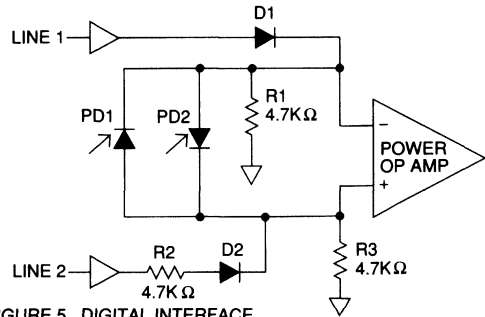 D1
LINE 1
R1
4.7KΩ
PD1
PD2
−
POWER
OP AMP
+
R2
D2
R3
4.7KΩ
LINE 2
4.7KΩ
FIGURE 5. DIGITAL INTERFACE